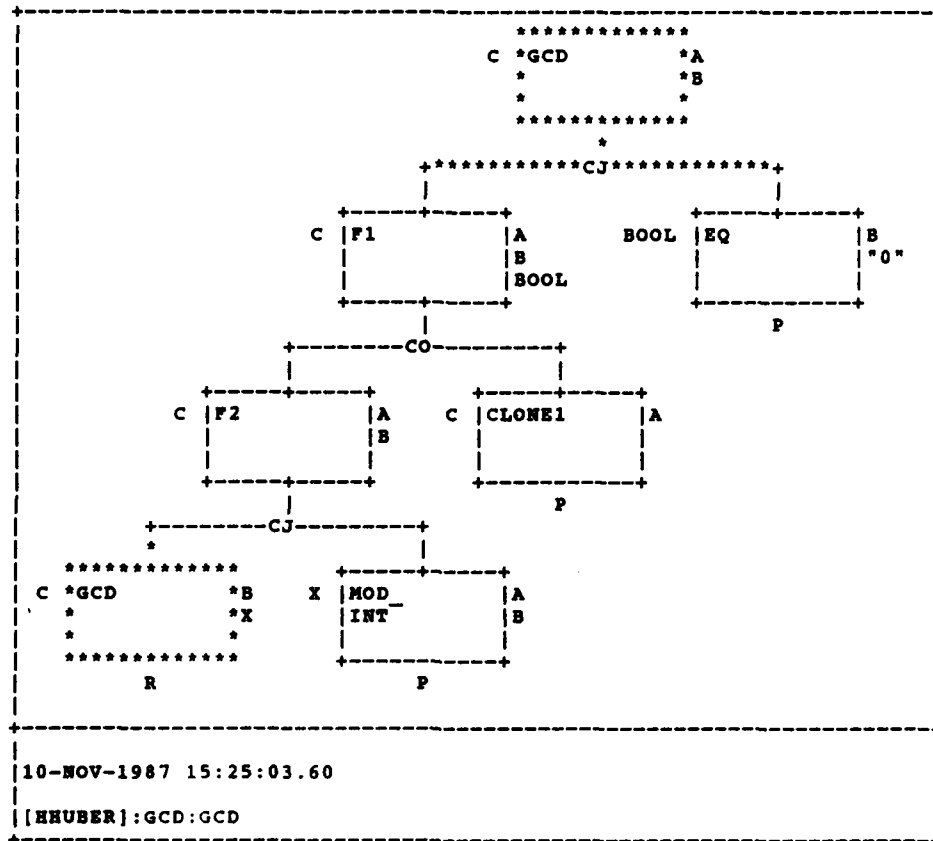 C GCD A
B
CJ
C F1 A BOOL EQ B
B "0"
BOOL
P
CO
C F2 A C CLONE1 A
B
P
CJ
C GCD B X MOD_ A
X INT B
R P
10-NOV-1987 15:25:03.60
[HHUBER]:GCD:GCD